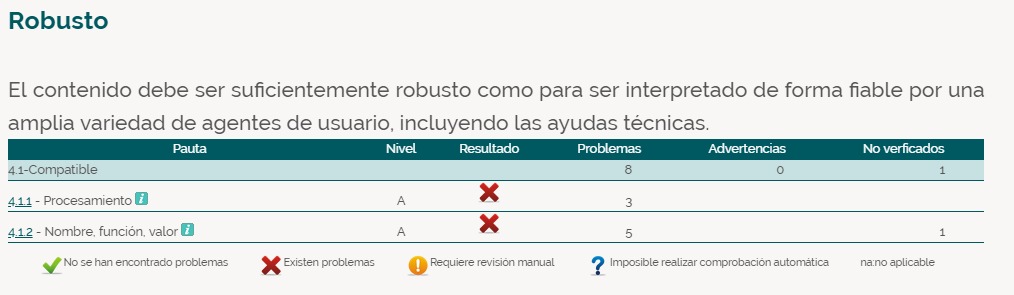 Robusto
El contenido debe ser suficientemente robusto como para ser interpretado de forma fiable por una
amplia variedad de agentes de usuario, incluyendo las ayudas técnicas.
Pauta Nivel Resultado Problemas Advertencias No verficados
4.1-Compatible 8 0 1
4.1.1 - Procesamiento i A 3
4.1.2 - Nombre, función, valor i A 5 1
No se han encontrado problemas Existen problemas ! Requiere revisión manual ? Imposible realizar comprobación automática na:no aplicable